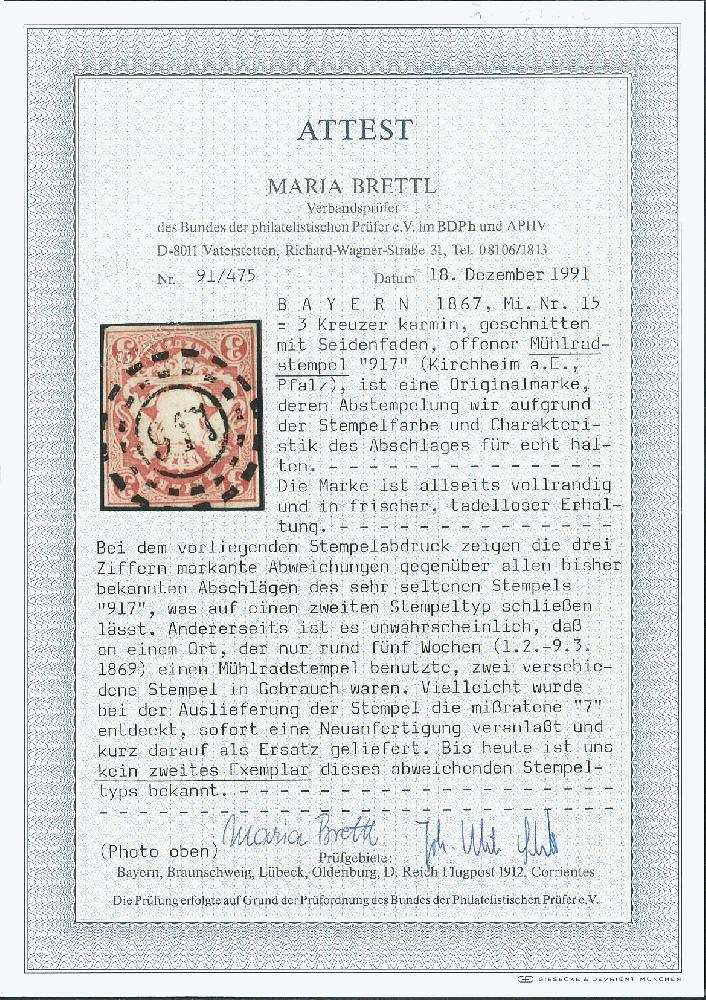 ATTEST
MARIA BRETTL
Verbandsprüfer
des Bundes der philatelistischen Prüfer e.V. im BDPh und APHV
D-8011 Vaterstetten, Richard-Wagner-Straße 31, Tel. 08106/1813
Nr. 91/475 Datum 18. Dezember 1991
B A Y E R N 1867, Mi. Nr. 15
= 3 Kreuzer karmin, geschnitten
mit Seidenfaden, offener Mühlrad-
stempel "917" (Kirchheim a.E.,
Pfalz), ist eine Originalmarke,
deren Abstempelung wir aufgrund
der Stempelfarbe und Charakteri-
stik des Abschlages für echt hal-
ten. - - - - - - - - - - - - - -
Die Marke ist allseits vollrandig
und in frischer, tadelloser Erhal-
tung. - - - - - - - - - - - - -
917
Bei dem vorliegenden Stempelabdruck zeigen die drei
Ziffern markante Abweichungen gegenüber allen bisher
bekannten Abschlägen des sehr seltenen Stempels
"917", was auf einen zweiten Stempeltyp schließen
lässt. Andererseits ist es unwahrscheinlich, daß
an einem Ort, der nur rund fünf Wochen (1.2.-9.3.
1869) einen Mühlradstempel benutzte, zwei verschie-
dene Stempel in Gebrauch waren. Vielleicht wurde
bei der Auslieferung der Stempel die mißratene "7"
entdeckt, sofort eine Neuanfertigung veranlaßt und
kurz darauf als Ersatz geliefert. Bis heute ist uns
kein zweites Exemplar dieses abweichenden Stempel-
typs bekannt. - - - - - - - - - - - - - - - - - -
Maria Brettl
(Photo oben)
Prüfgebiete:
Bayern, Braunschweig, Lübeck, Oldenburg, D. Reich Flugpost 1912, Corrientes
Die Prüfung erfolgte auf Grund der Prüfordnung des Bundes der Philatelistischen Prüfer e.V.
GIESECKE & DEVRIENT MÜNCHEN